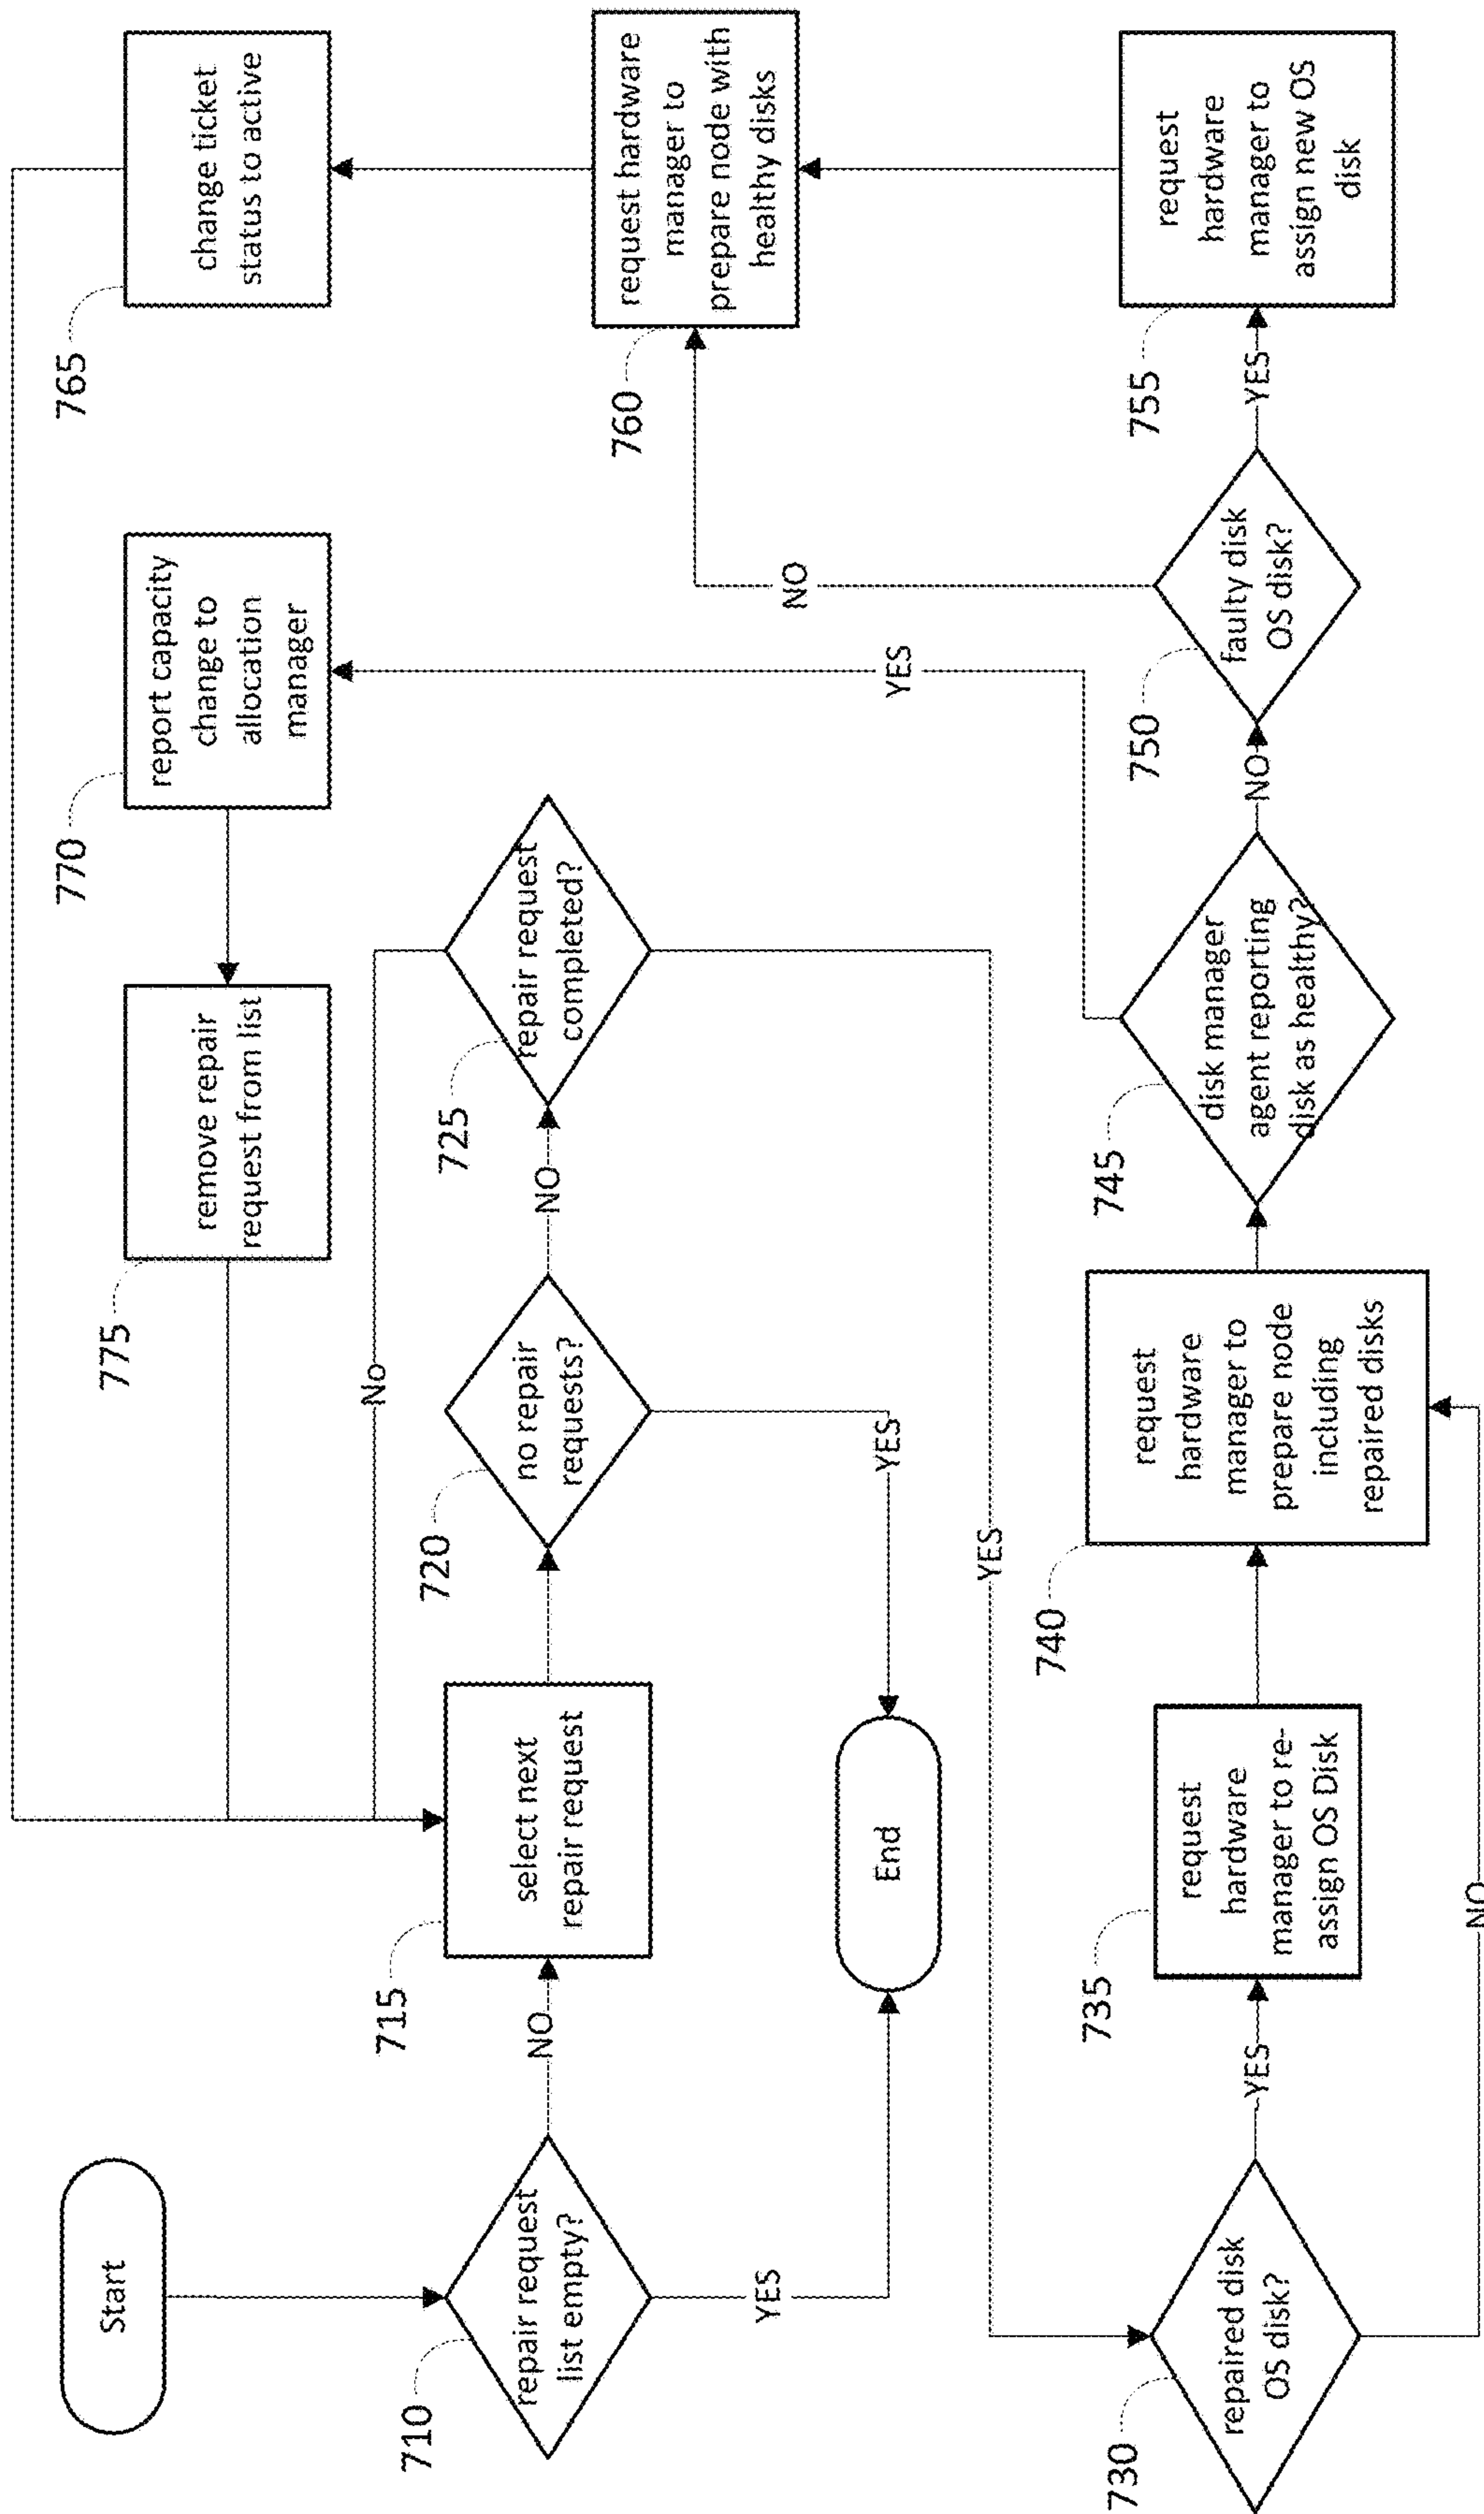 Start
710
repair request
list empty?
YES
NO
715
select next
repair request
720
no repair
requests?
YES
End
NO
725
repair request
completed?
No
YES
730
repaired disk
OS disk?
YES
NO
735
request
hardware
manager to re-
assign OS Disk
740
request
hardware
manager to
prepare node
including
repaired disks
745
disk manager
agent reporting
disk as healthy?
YES
NO
750
faulty disk
OS disk?
NO
YES
755
request
hardware
manager to
assign new OS
disk
760
request hardware
manager to
prepare node with
healthy disks
765
change ticket
status to active
770
report capacity
change to
allocation
manager
775
remove repair
request from list